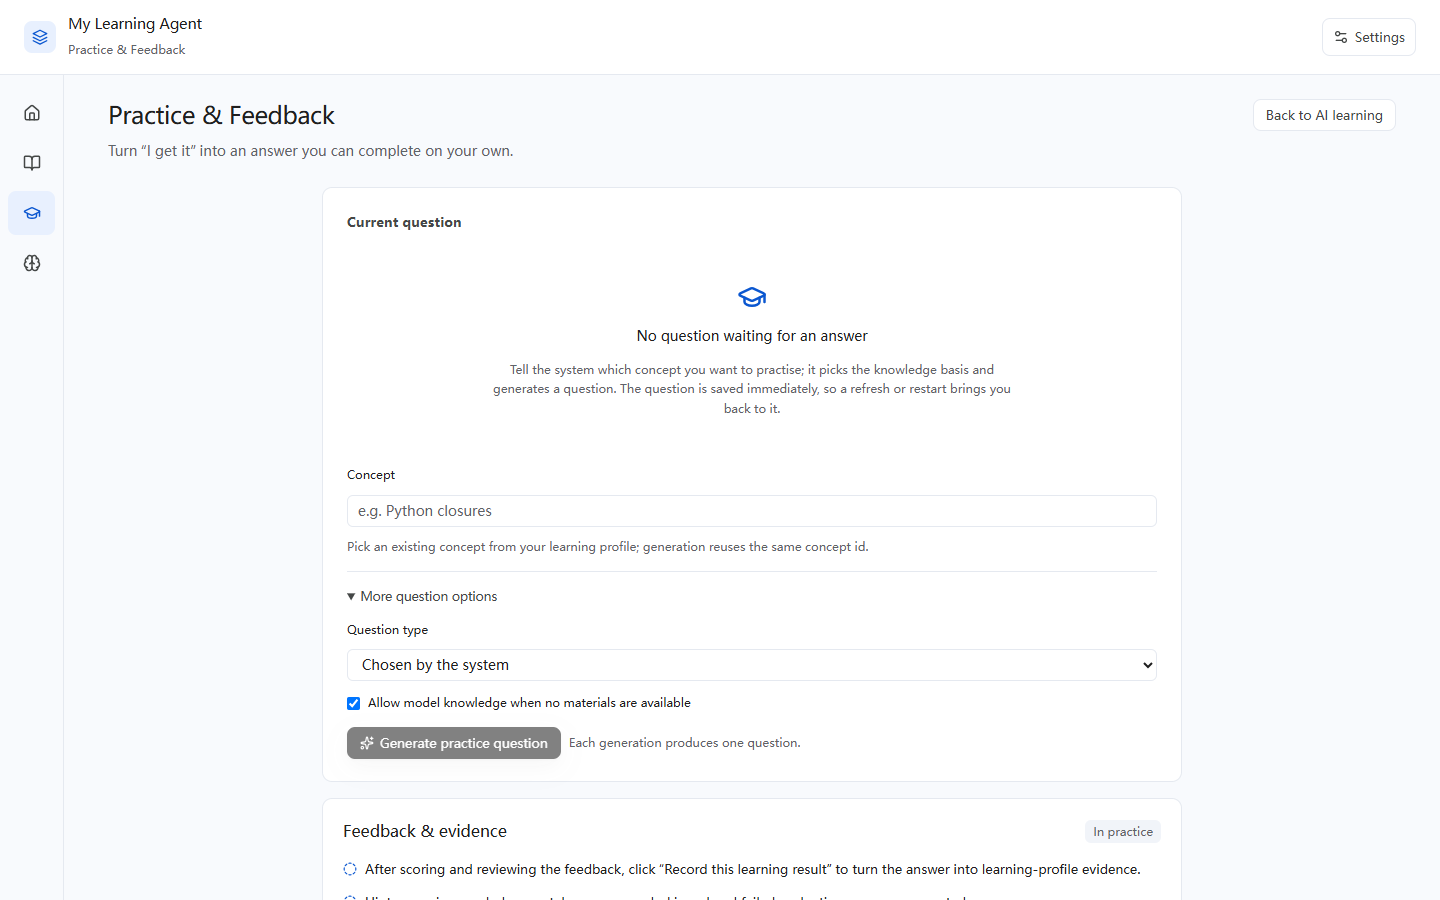 My Learning Agent
Practice & Feedback
Settings
Practice & Feedback
Back to AI learning
Turn “I get it” into an answer you can complete on your own.
Current question
No question waiting for an answer
Tell the system which concept you want to practise; it picks the knowledge basis and
generates a question. The question is saved immediately, so a refresh or restart brings you
back to it.
Concept
e.g. Python closures
Pick an existing concept from your learning profile; generation reuses the same concept id.
▼ More question options
Question type
Chosen by the system
Allow model knowledge when no materials are available
Generate practice question
Each generation produces one question.
Feedback & evidence
In practice
After scoring and reviewing the feedback, click “Record this learning result” to turn the answer into learning-profile evidence.